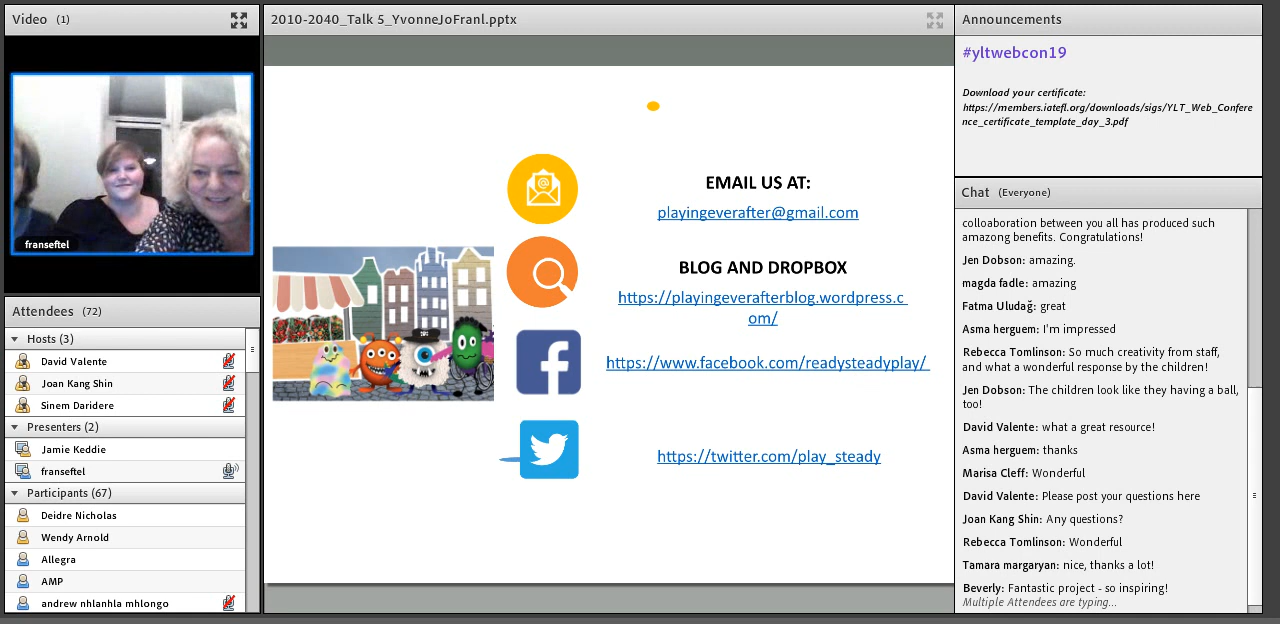 Video (1)
franseftel
Attendees (72)
Hosts (3)
David Valente
Joan Kang Shin
Sinem Daridere
Presenters (2)
Jamie Keddie
franseftel
Participants (67)
Deidre Nicholas
Wendy Arnold
Allegra
AMP
andrew nhlanhla mhlongo
2010-2040_Talk 5_YvonneJoFranl.pptx
EMAIL US AT:
playingeverafter@gmail.com
BLOG AND DROPBOX
https://playingeverafterblog.wordpress.c
om/
https://www.facebook.com/readysteadyplay/
https://twitter.com/play_steady
Announcements
#yltwebcon19
Download your certificate:
https://members.iatefl.org/downloads/sigs/YLT_Web_Confere
nce_certificate_template_day_3.pdf
Chat (Everyone)
colloaboration between you all has produced such
amazong benefits. Congratulations!
Jen Dobson: amazing.
magda fadle: amazing
Fatma Uludağ: great
Asma herguem: I'm impressed
Rebecca Tomlinson: So much creativity from staff,
and what a wonderful response by the children!
Jen Dobson: The children look like they having a ball,
too!
David Valente: what a great resource!
Asma herguem: thanks
Marisa Cleff: Wonderful
David Valente: Please post your questions here
Joan Kang Shin: Any questions?
Rebecca Tomlinson: Wonderful
Tamara margaryan: nice, thanks a lot!
Beverly: Fantastic project - so inspiring!
Multiple Attendees are typing...